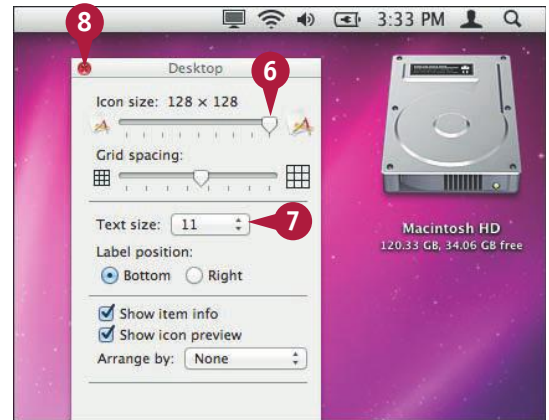 3:33 PM
8
Desktop
6
Icon size: 128 × 128
Grid spacing:
Text size: 11
7
Label position:
Bottom Right
Show item info
Show icon preview
Arrange by: None
Macintosh HD
120.33 GB, 34.06 GB free